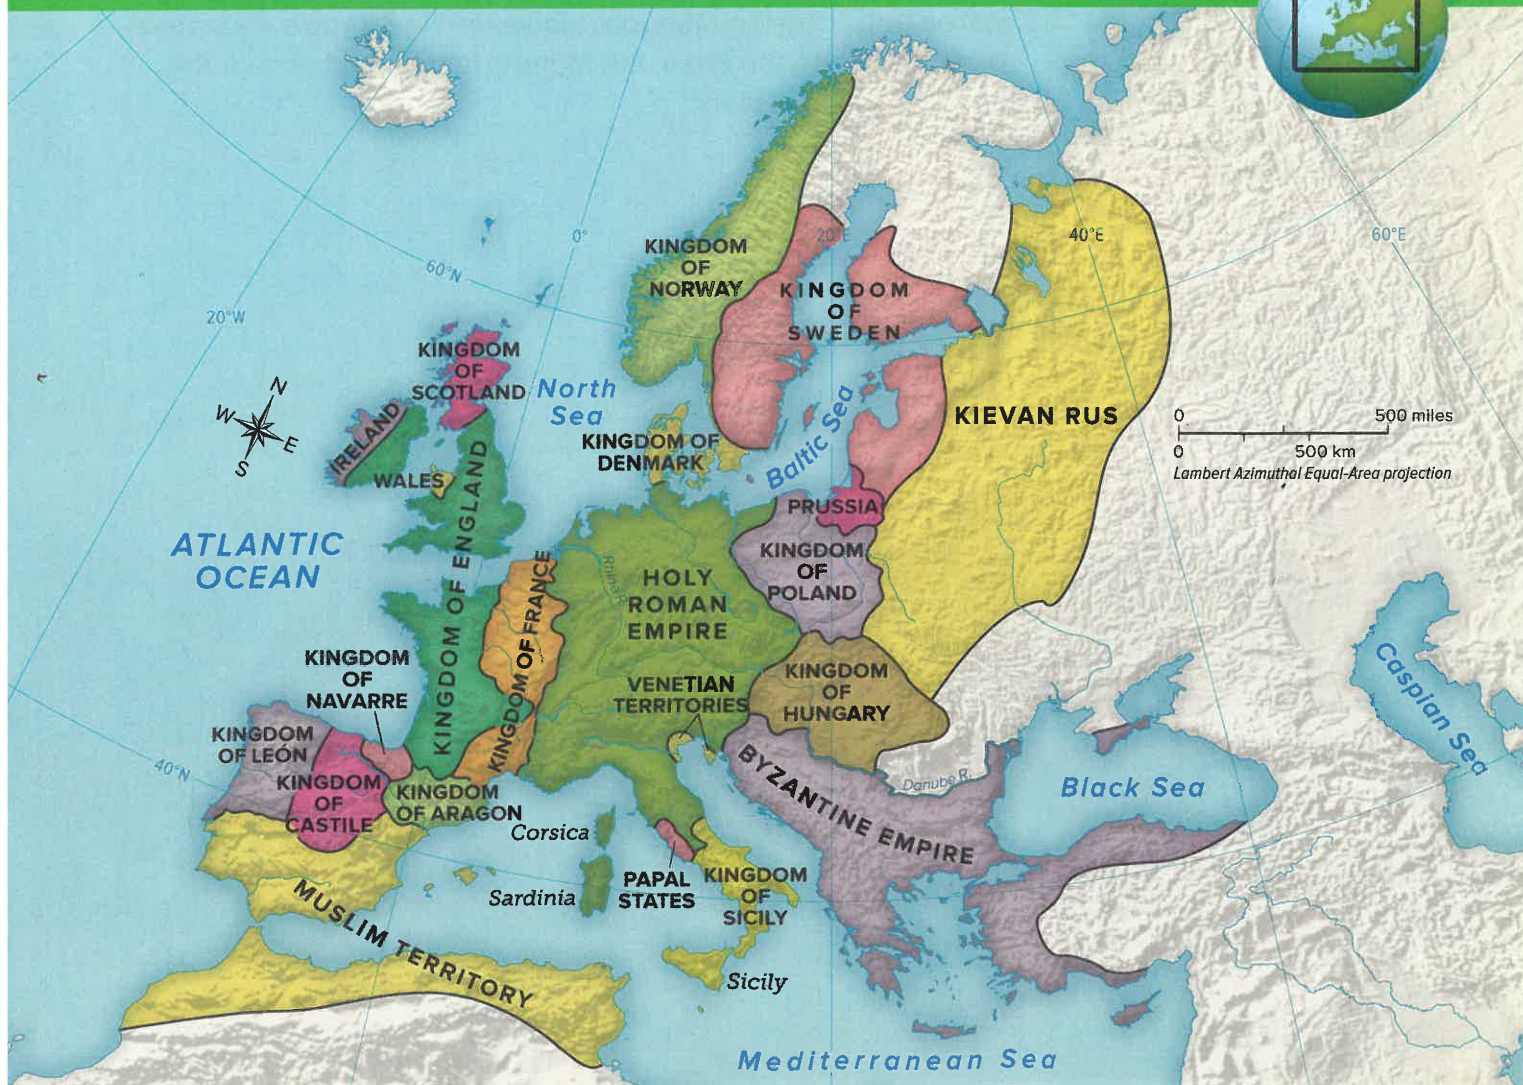 KINGDOM
OF
NORWAY
KINGDOM
OF
SWEDEN
0°
20°E
40°E
60°E
60°N
20°W
N
W
E
S
KINGDOM
OF
SCOTLAND
North
Sea
IRELAND
WALES
KINGDOM OF
DENMARK
Baltic Sea
KIEVAN RUS
0
500 miles
0
500 km
Lambert Azimuthal Equal-Area projection
PRUSSIA
KINGDOM
OF
POLAND
ATLANTIC
OCEAN
KINGDOM OF ENGLAND
KINGDOM OF FRANCE
Rhine R.
HOLY
ROMAN
EMPIRE
KINGDOM
OF
NAVARRE
VENETIAN
TERRITORIES
KINGDOM
OF
HUNGARY
Caspian Sea
KINGDOM
OF LEÓN
40°N
KINGDOM
OF
CASTILE
KINGDOM
OF ARAGON
Corsica
Sardinia
PAPAL
STATES
KINGDOM
OF
SICILY
Sicily
BYZANTINE EMPIRE
Danube R.
Black Sea
MUSLIM TERRITORY
Mediterranean Sea